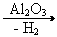 Al₂O₃
- H₂